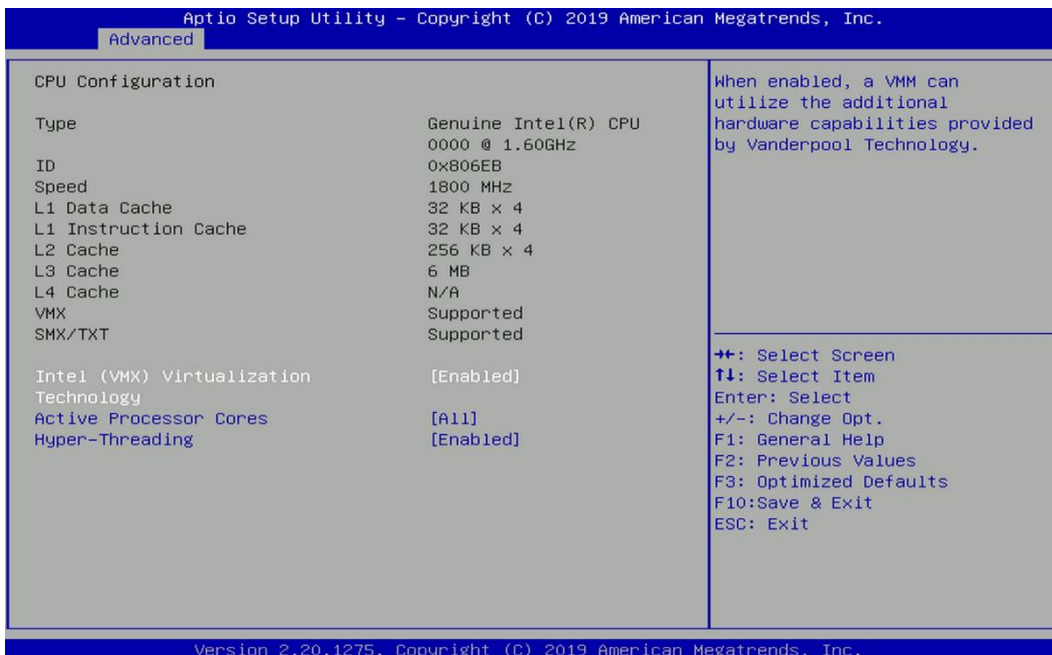 Aptio Setup Utility – Copyright (C) 2019 American Megatrends, Inc.
Advanced
CPU Configuration
Type Genuine Intel(R) CPU
0000 @ 1.60GHz
ID 0x806EB
Speed 1800 MHz
L1 Data Cache 32 KB x 4
L1 Instruction Cache 32 KB x 4
L2 Cache 256 KB x 4
L3 Cache 6 MB
L4 Cache N/A
VMX Supported
SMX/TXT Supported
Intel (VMX) Virtualization [Enabled]
Technology
Active Processor Cores [All]
Hyper-Threading [Enabled]
When enabled, a VMM can
utilize the additional
hardware capabilities provided
by Vanderpool Technology.
→←: Select Screen
↑↓: Select Item
Enter: Select
+/-: Change Opt.
F1: General Help
F2: Previous Values
F3: Optimized Defaults
F10:Save & Exit
ESC: Exit
Version 2.20.1275. Copyright (C) 2019 American Megatrends, Inc.